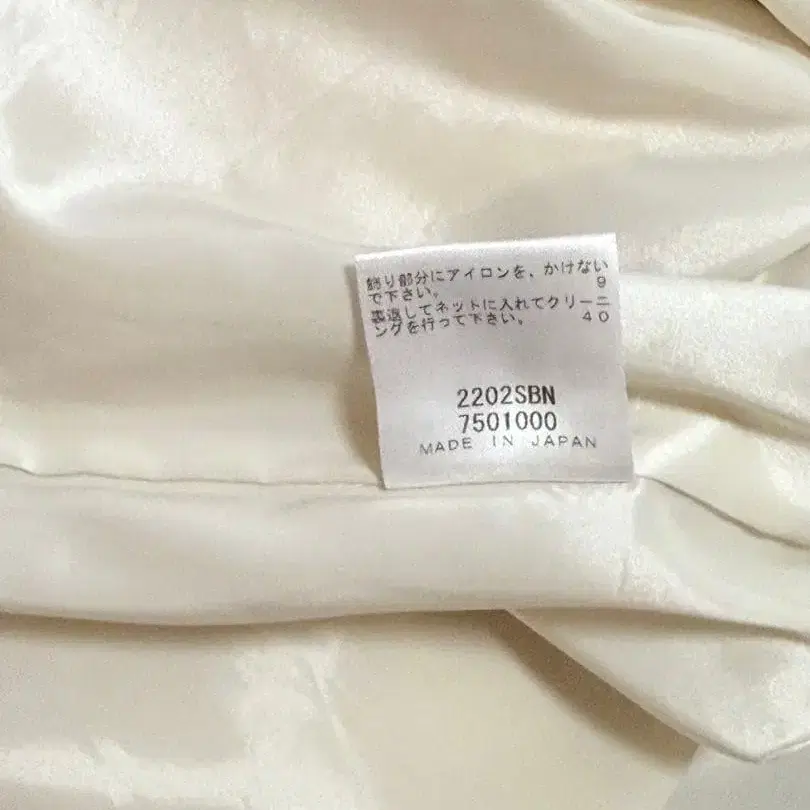 飾り部分にアイロンを、かけない
で下さい。 9
裏返してネットに入れてクリーニ
ングを行って下さい。 40
2202SBN
7501000
MADE IN JAPAN